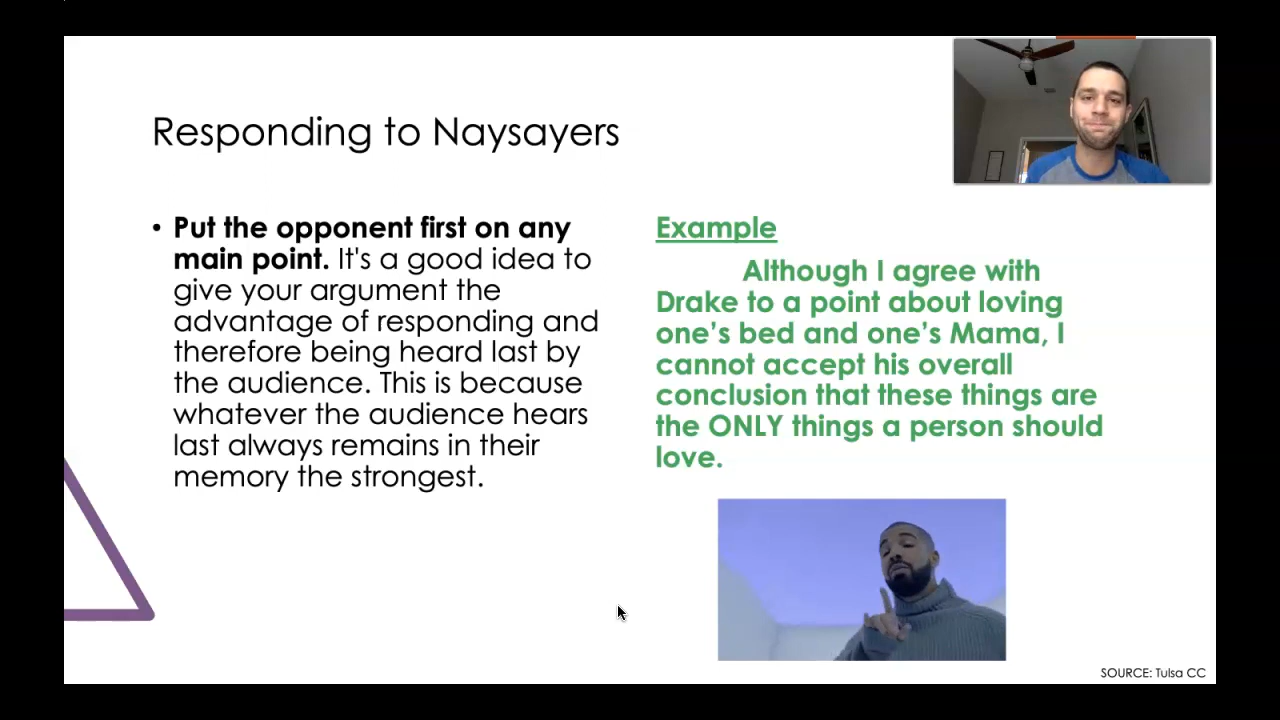 Responding to Naysayers
• Put the opponent first on any
main point. It's a good idea to
give your argument the
advantage of responding and
therefore being heard last by
the audience. This is because
whatever the audience hears
last always remains in their
memory the strongest.
Example
Although I agree with
Drake to a point about loving
one’s bed and one’s Mama, I
cannot accept his overall
conclusion that these things are
the ONLY things a person should
love.
SOURCE: Tulsa CC